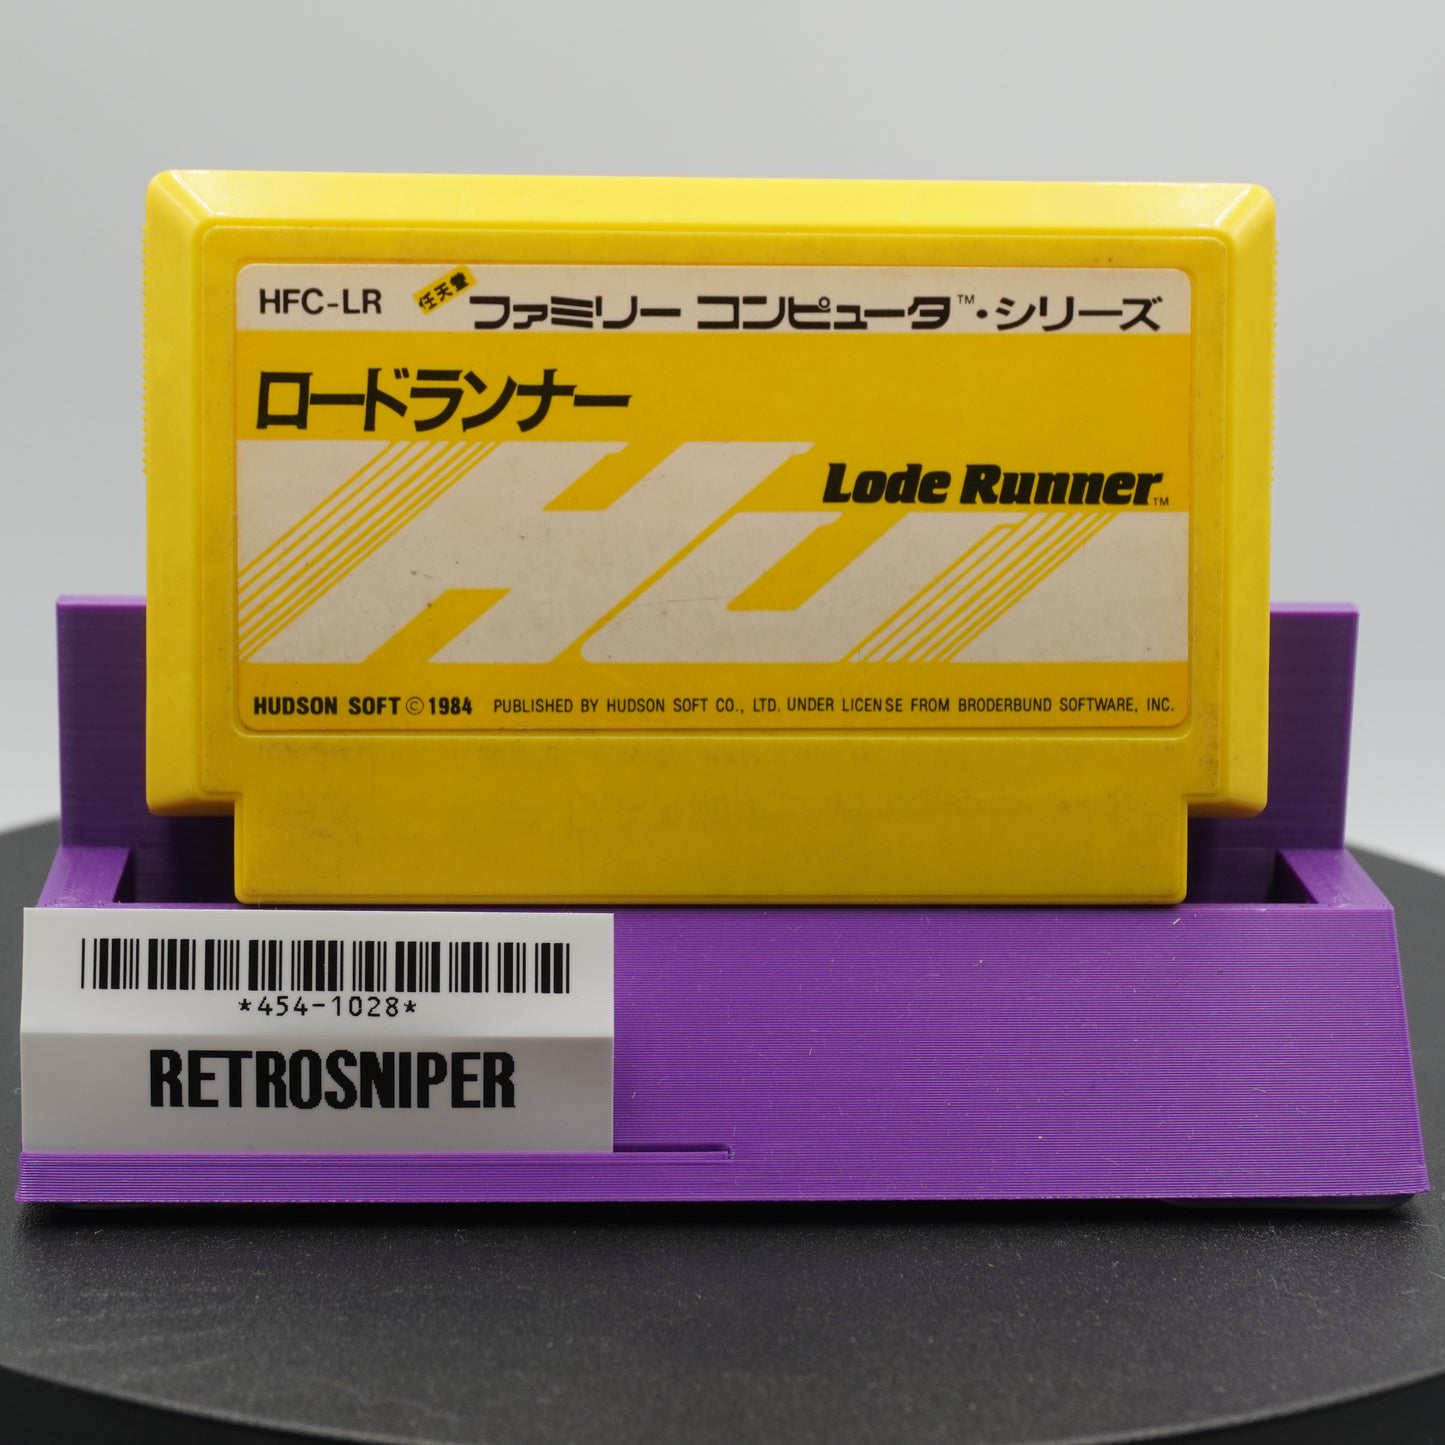 HFC-LR 任天堂 ファミリー コンピュータ™・シリーズ
ロードランナー
Lode Runner™
HU
HUDSON SOFT © 1984 PUBLISHED BY HUDSON SOFT CO., LTD. UNDER LICENSE FROM BRODERBUND SOFTWARE, INC.
*454-1028*
RETROSNIPER